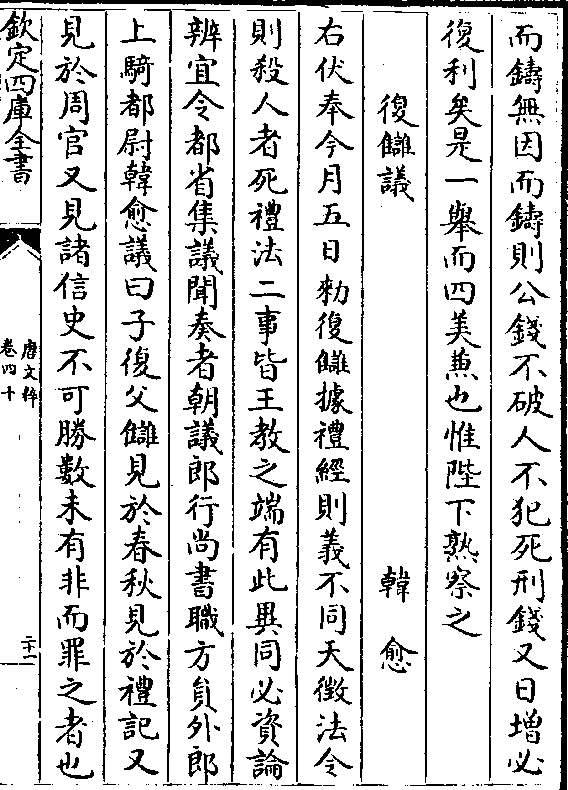 而鑄無因而鑄則公錢不破人不犯死刑錢又日增必
復利矣是一舉而四美兼也惟陛下熟察之
復讎議 韓愈
右伏奉今月五日勑復讎據禮經則義不同天徵法令
則殺人者死禮法二事皆王教之端有此異同必資論
辨宜令都省集議聞奏者朝議郎行尚書職方員外郎
上騎都尉韓愈議曰子復父讎見於春秋見於禮記又
見於周官又見諸信史不可勝數未有非而罪之者也
欽定四庫全書
唐文粹
卷四十
二十一